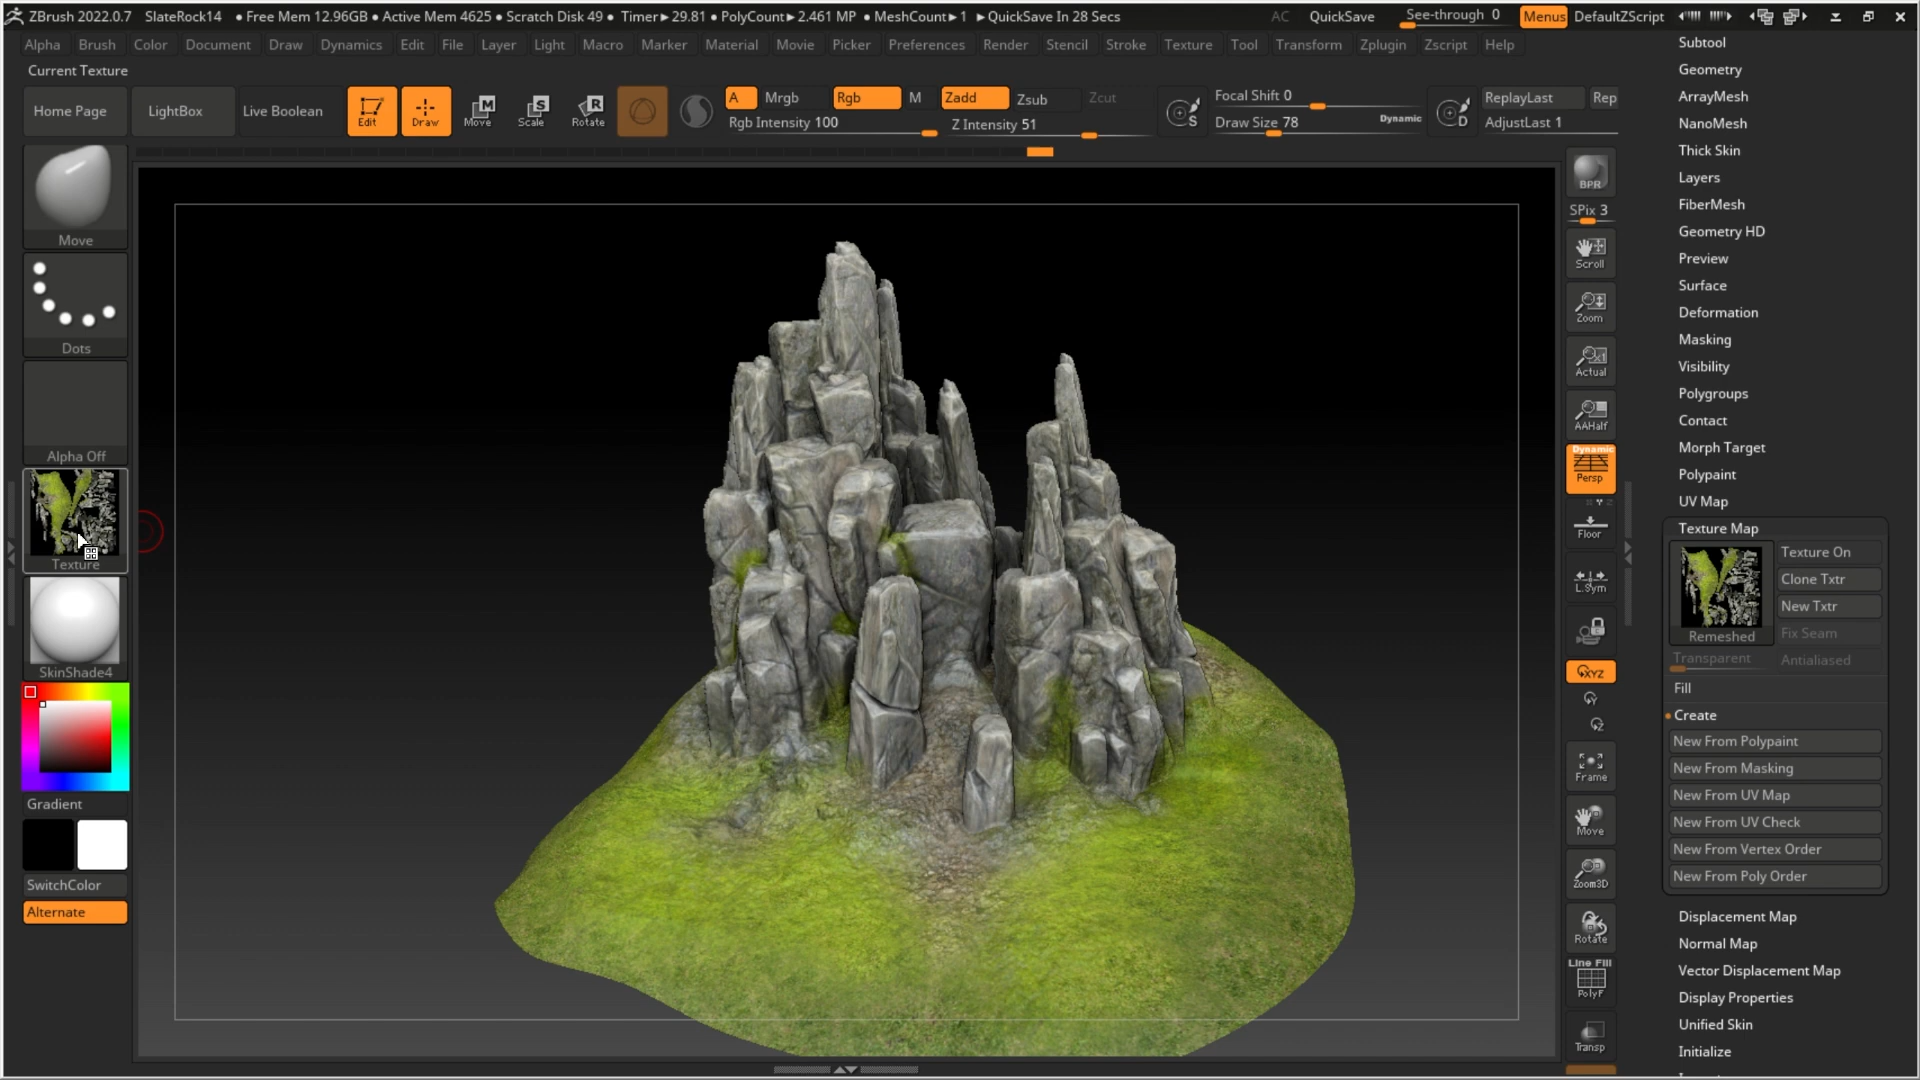 ZBrush 2022.0.7 SlateRock14 ● Free Mem 12.96GB ● Active Mem 4625 ● Scratch Disk 49 ● Timer►29.81 ● PolyCount►2.461 MP ● MeshCount►1 ►QuickSave In 28 Secs AC QuickSave See-through 0 Menus DefaultZScript
Alpha Brush Color Document Draw Dynamics Edit File Layer Light Macro Marker Material Movie Picker Preferences Render Stencil Stroke Texture Tool Transform Zplugin Zscript Help
Current Texture
Home Page LightBox Live Boolean Edit Draw Move Scale Rotate
M S R
A Mrgb Rgb M Zadd Zsub Zcut
Rgb Intensity 100 Z Intensity 51
S Focal Shift 0
Draw Size 78 Dynamic
D ReplayLast Rep
AdjustLast 1
Move
Dots
Alpha Off
Texture
SkinShade4
Gradient
SwitchColor
Alternate
BPR
SPix 3
Scroll
Zoom
Actual
AAHalf
Dynamic
Persp
Floor
L.Sym
XYZ
Y
Z
Frame
Move
Zoom3D
Rotate
Line Fill
PolyF
Transp
Subtool
Geometry
ArrayMesh
NanoMesh
Thick Skin
Layers
FiberMesh
Geometry HD
Preview
Surface
Deformation
Masking
Visibility
Polygroups
Contact
Morph Target
Polypaint
UV Map
Texture Map
Texture On
Clone Txtr
New Txtr
Remeshed Fix Seam
Transparent Antialiased
Fill
Create
New From Polypaint
New From Masking
New From UV Map
New From UV Check
New From Vertex Order
New From Poly Order
Displacement Map
Normal Map
Vector Displacement Map
Display Properties
Unified Skin
Initialize